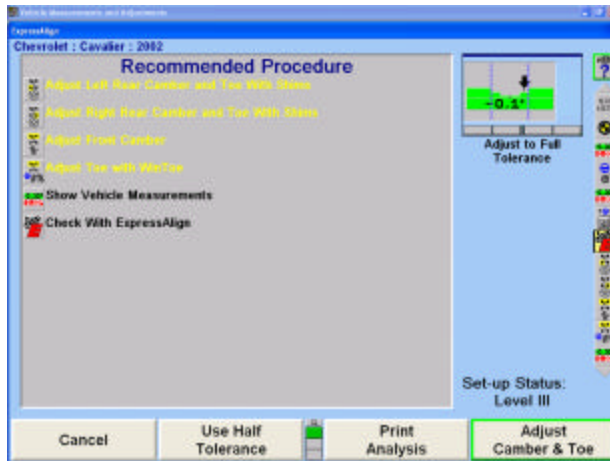 Vehicle Measurements and Adjustments
ExpressAlign
Chevrolet : Cavalier : 2002
Recommended Procedure
Adjust Left Rear Camber and Toe With Shims
Adjust Right Rear Camber and Toe With Shims
Adjust Front Camber
Adjust Toe with WinToe
Show Vehicle Measurements
Check With ExpressAlign
-0.1°
Adjust to Full
Tolerance
Set-up Status:
Level III
Cancel
Use Half
Tolerance
Print
Analysis
Adjust
Camber & Toe